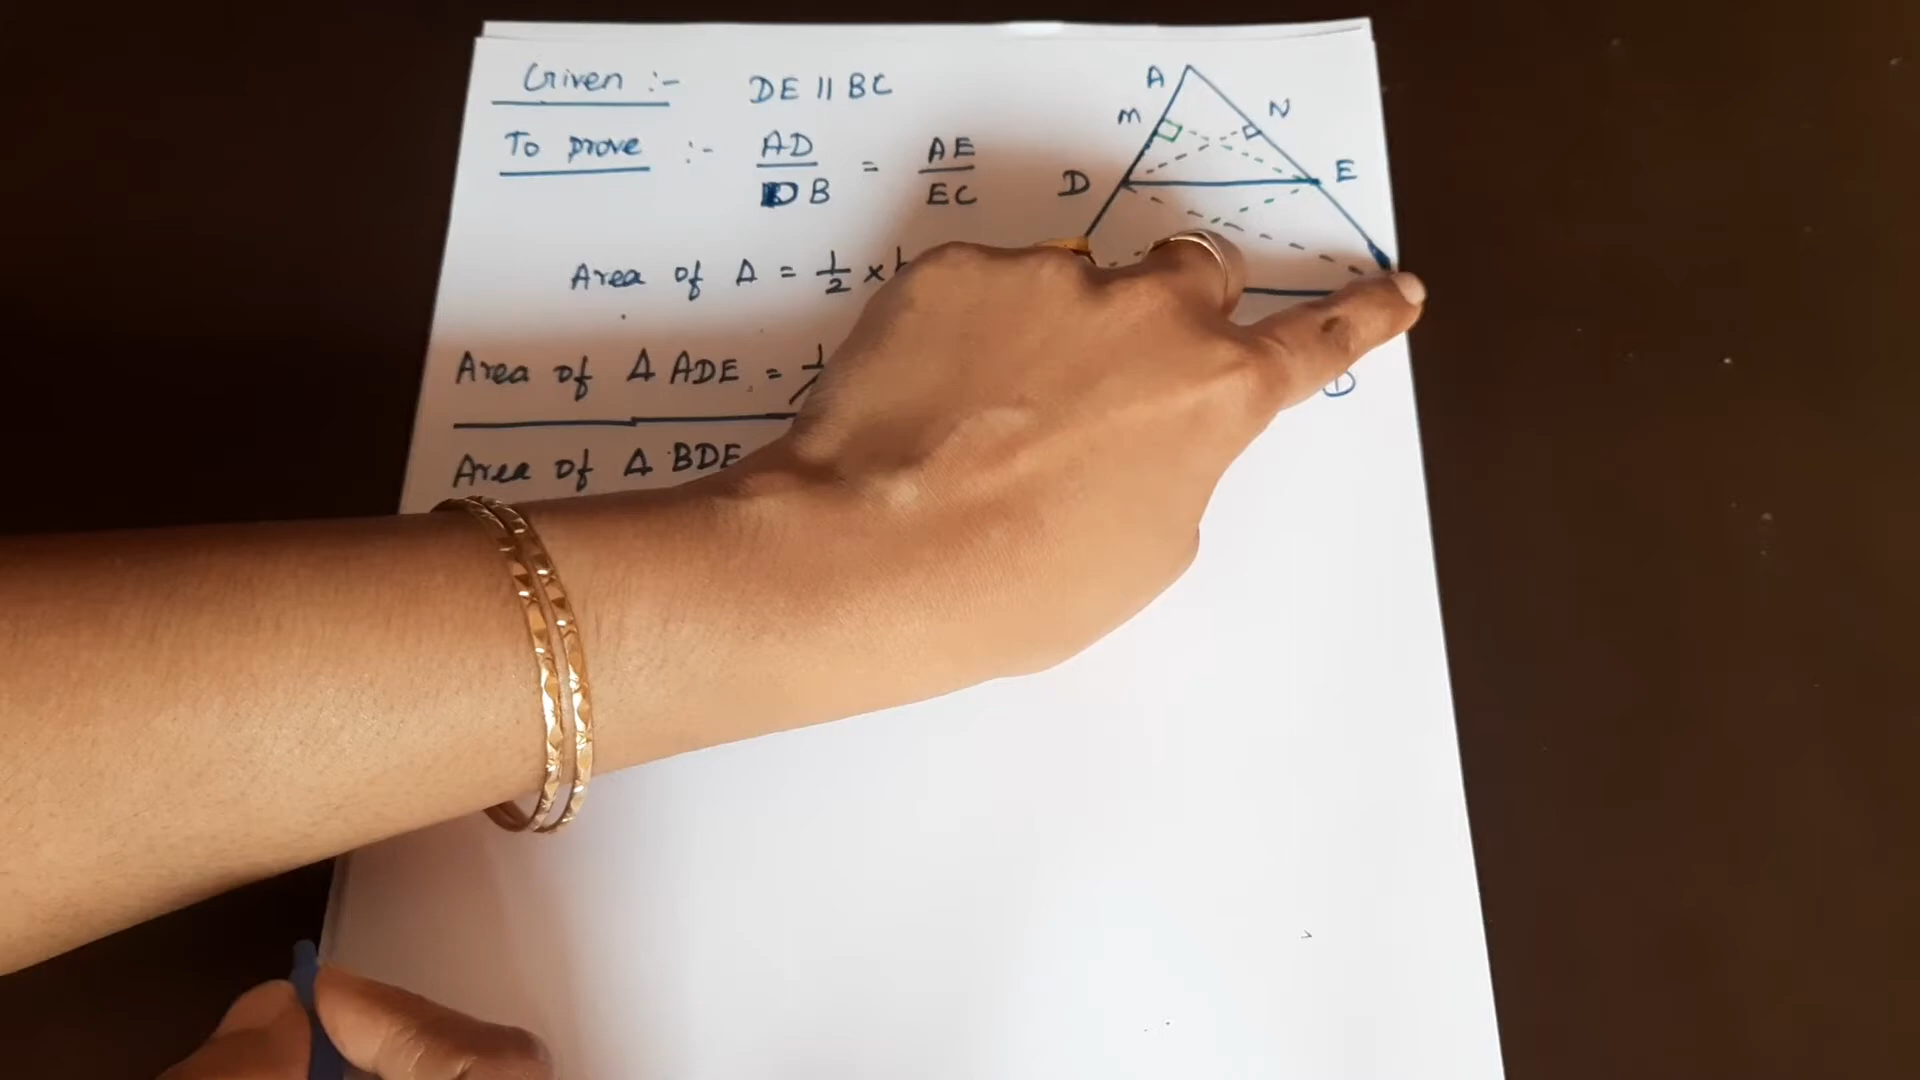 Given :- DE || BC
To prove :- AD/DB = AE/EC
Area of Δ = 1/2 ×
Area of Δ ADE =
Area of Δ BDE
A
M
N
D
E